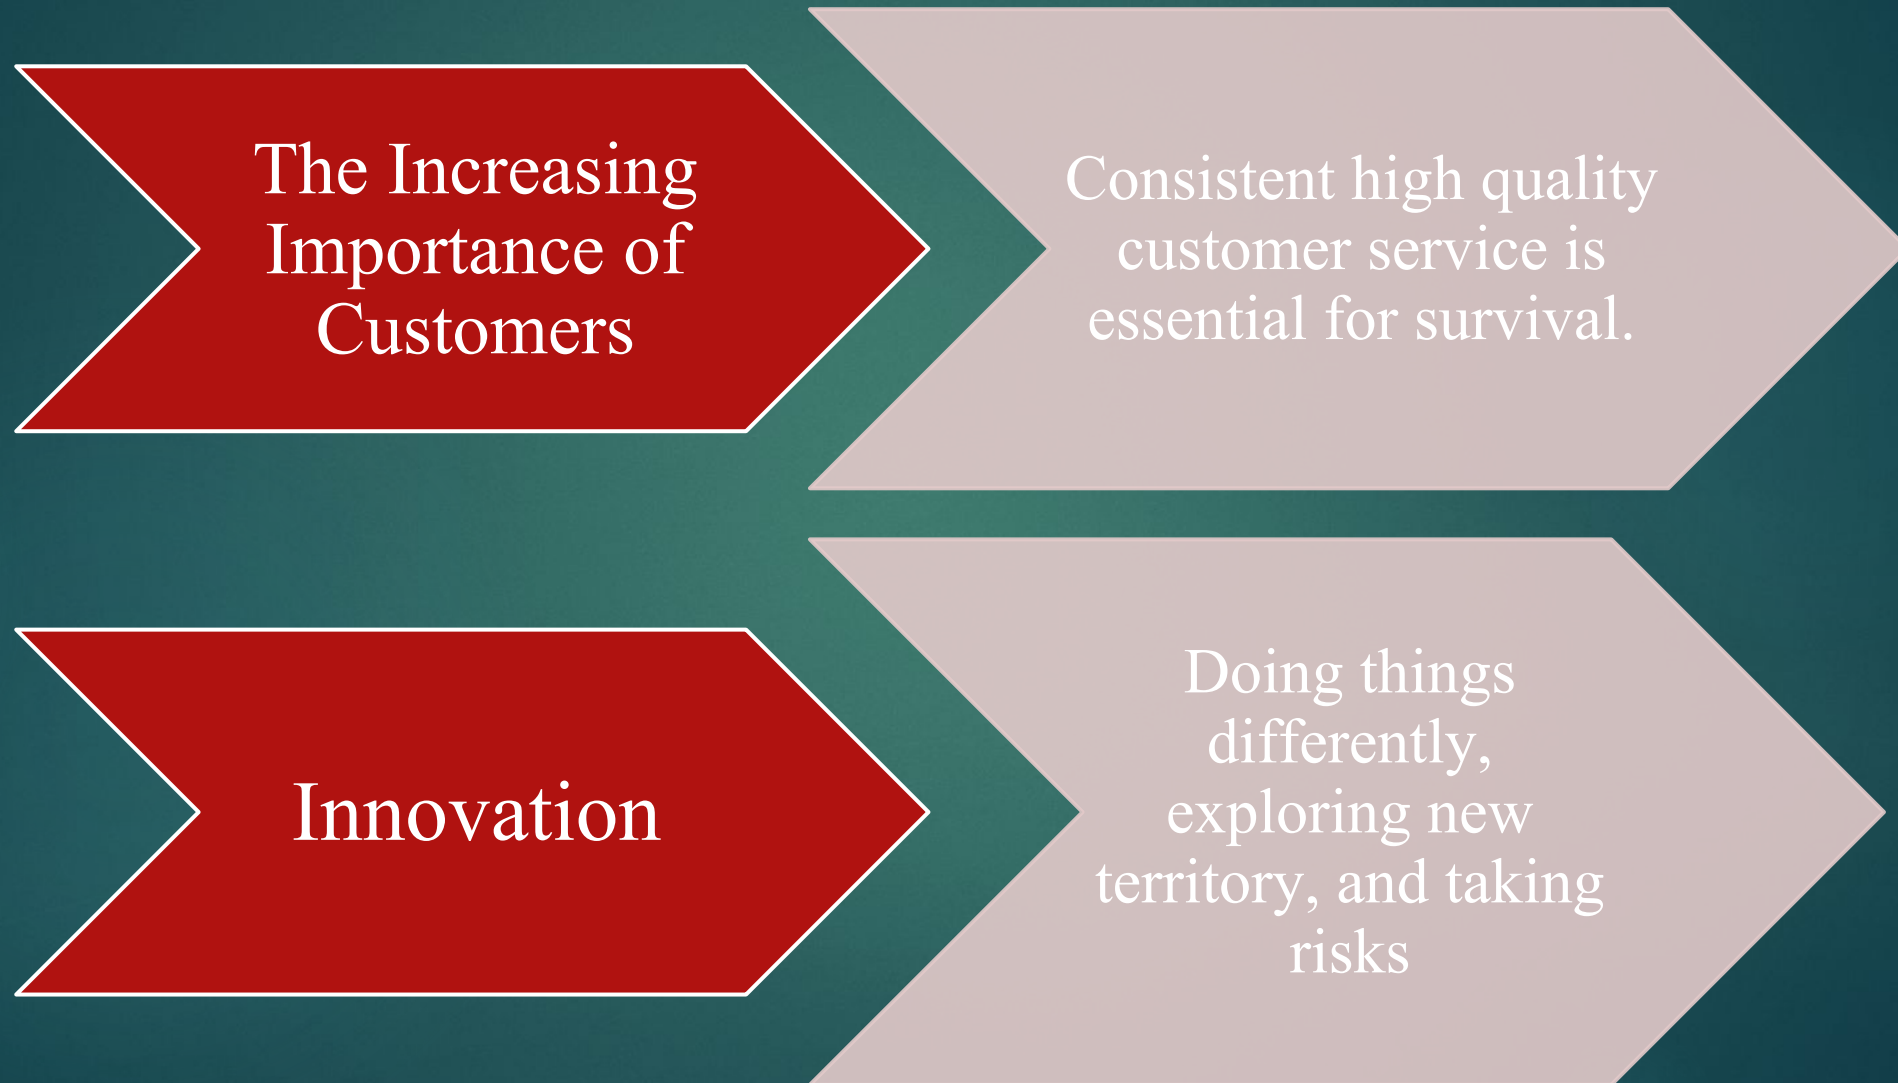 The Increasing
Importance of
Customers
Consistent high quality
customer service is
essential for survival.
Innovation
Doing things
differently,
exploring new
territory, and taking
risks